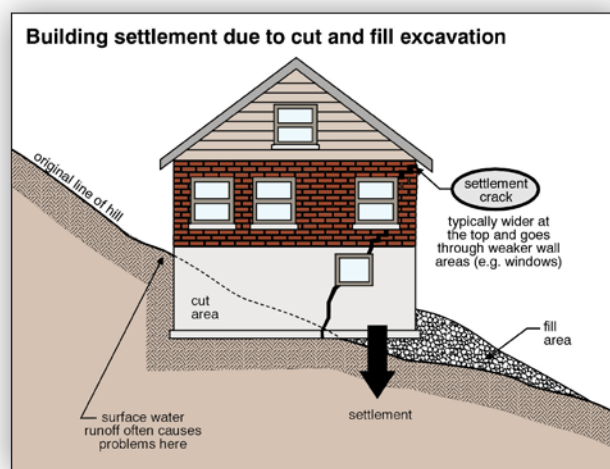 Building settlement due to cut and fill excavation
original line of hill
settlement
crack
typically wider at
the top and goes
through weaker wall
areas (e.g. windows)
cut
area
fill
area
settlement
surface water
runoff often causes
problems here